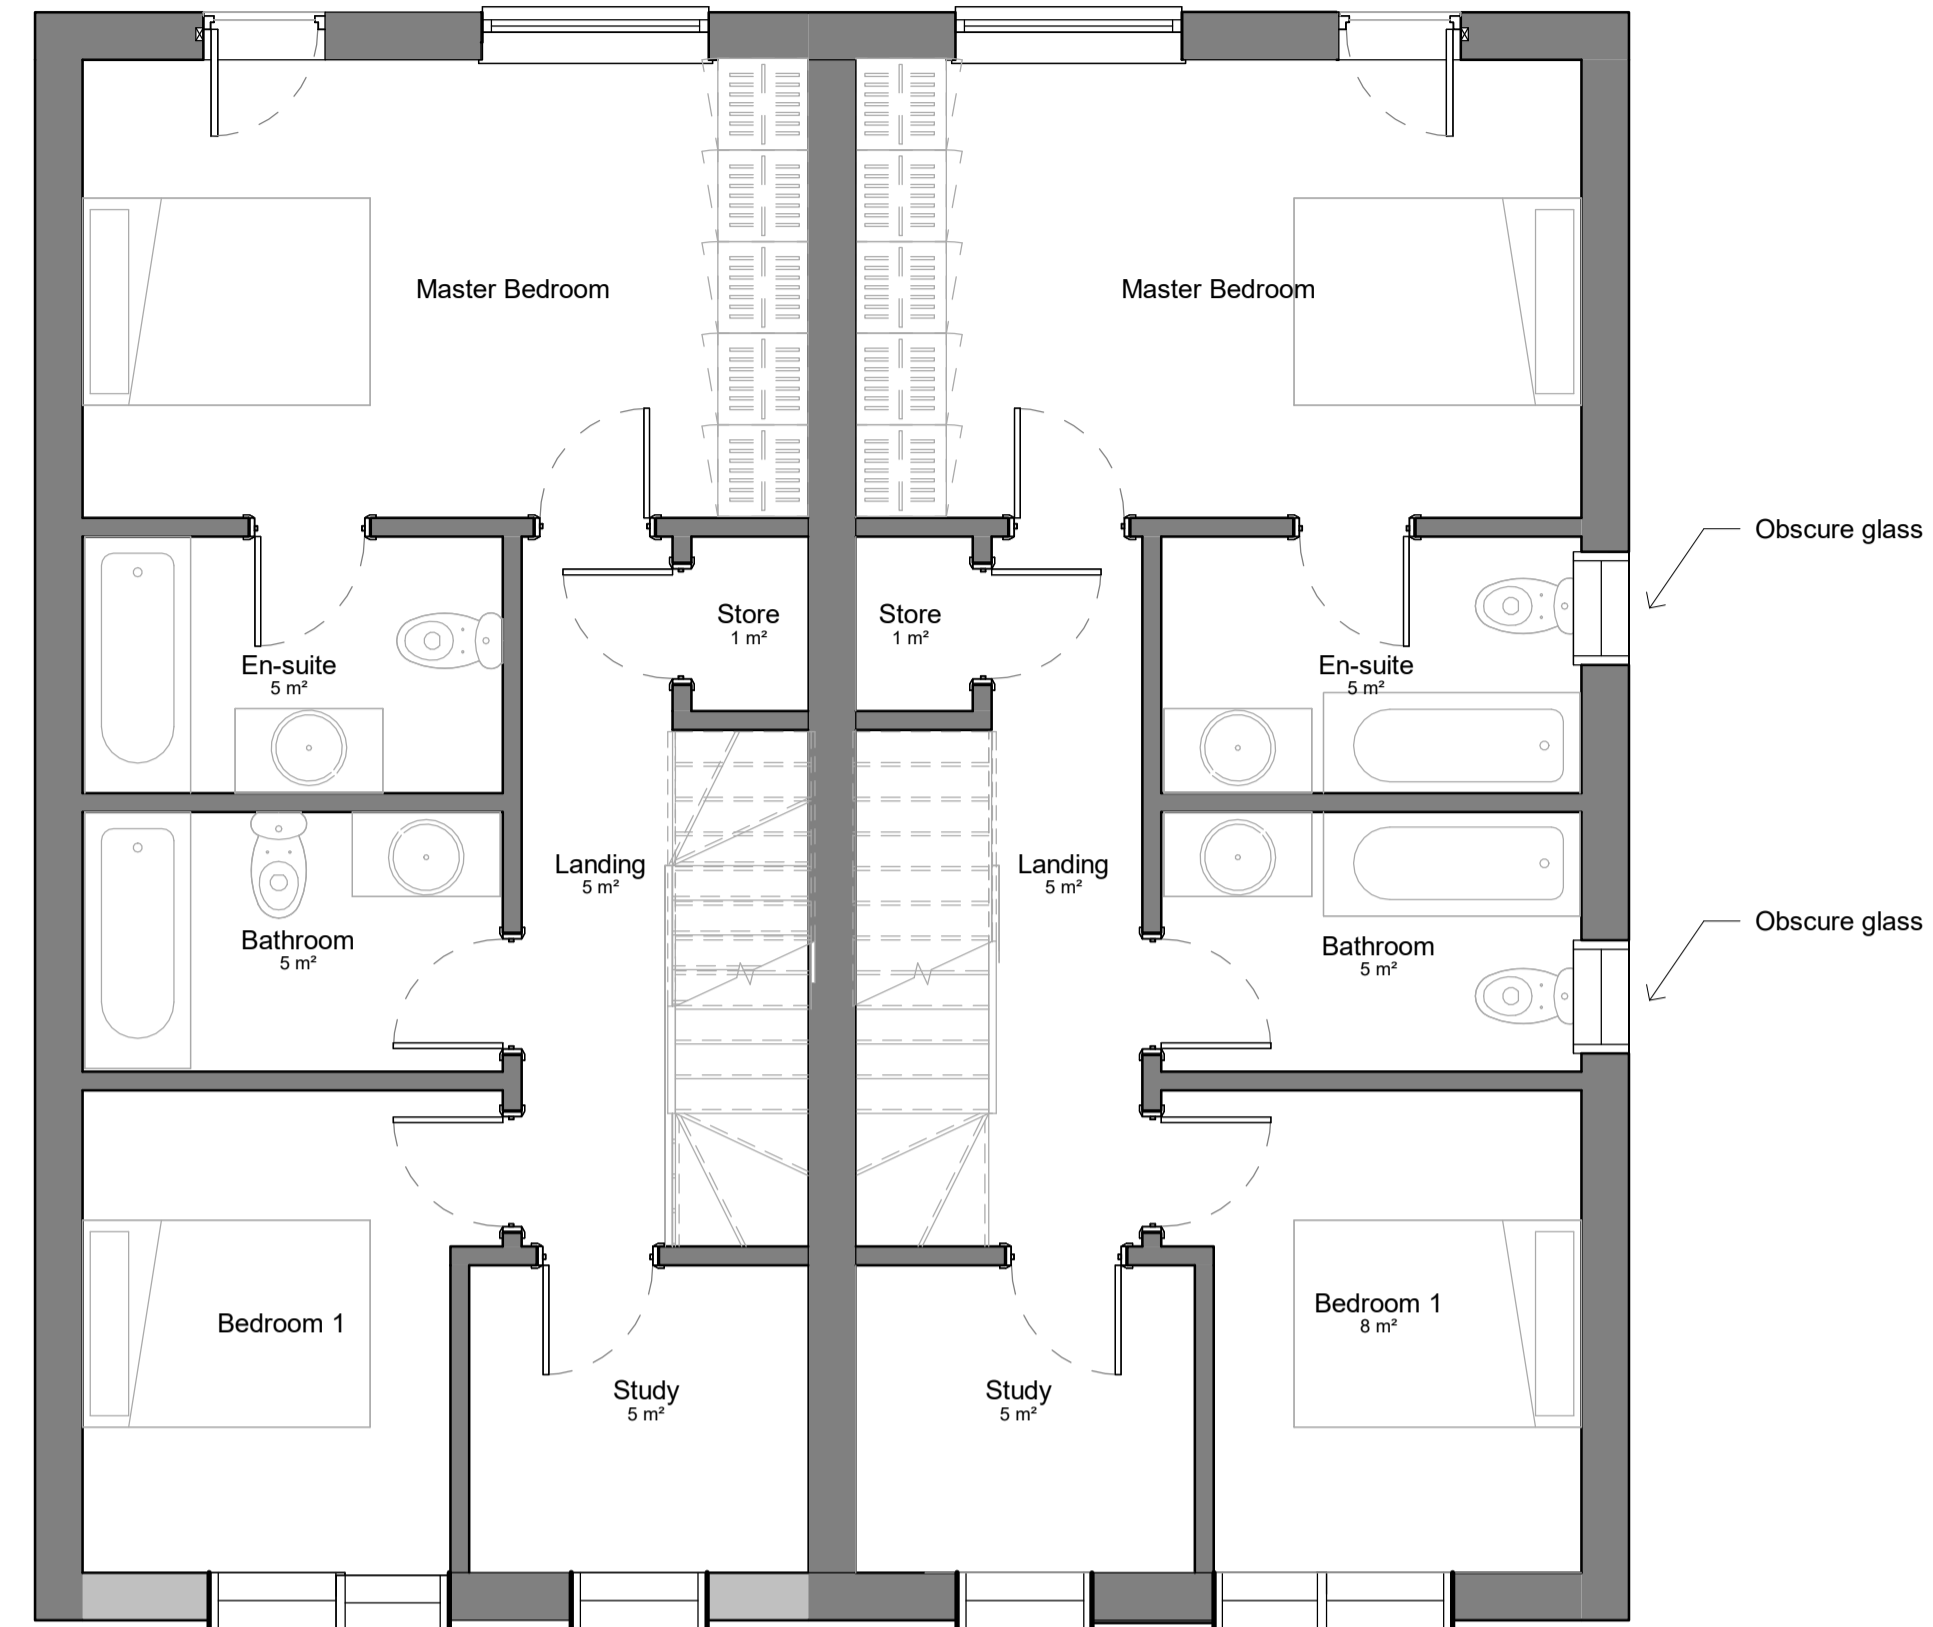 Master Bedroom
Master Bedroom
Obscure glass
Store
1 m²
Store
1 m²
En-suite
5 m²
En-suite
5 m²
Landing
5 m²
Landing
5 m²
Obscure glass
Bathroom
5 m²
Bathroom
5 m²
Bedroom 1
Bedroom 1
8 m²
Study
5 m²
Study
5 m²